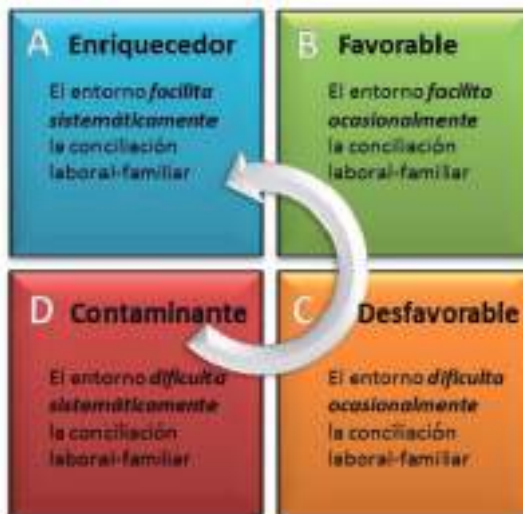 A Enriquecedor
El entorno facilita
sistemáticamente
la conciliación
laboral-familiar
B Favorable
El entorno facilita
ocasionalmente
la conciliación
laboral-familiar
D Contaminante
El entorno dificulta
sistemáticamente
la conciliación
laboral-familiar
C Desfavorable
El entorno dificulta
ocasionalmente
la conciliación
laboral-familiar